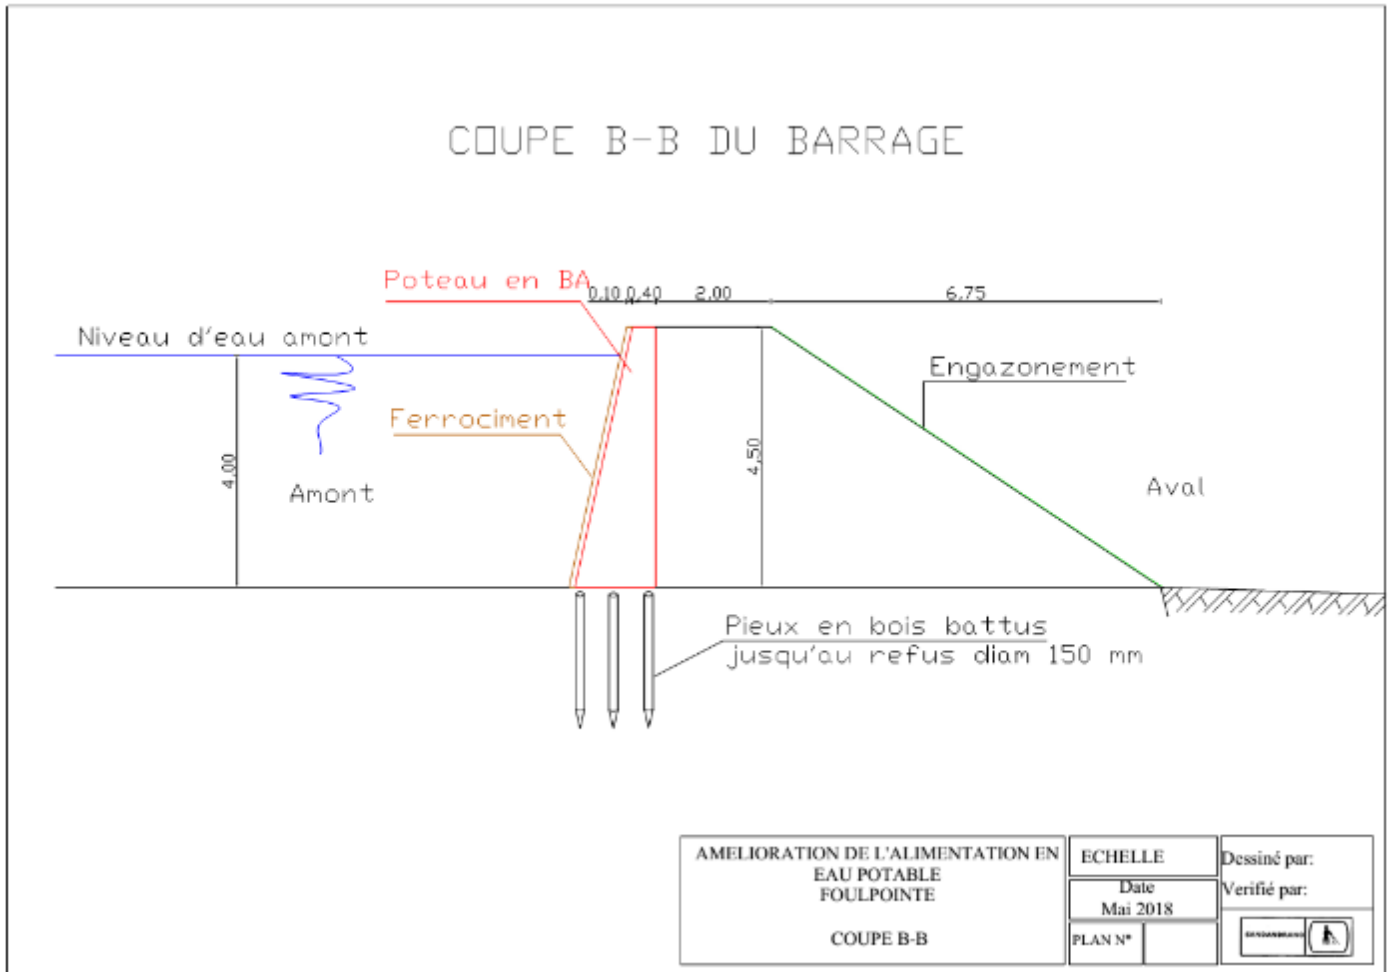 COUPE B-B DU BARRAGE
Poteau en BA
0,10 0,40 2,00 6,75
Niveau d'eau amont
Engazonement
Ferrociment
4,00
4,50
Amont
Aval
Pieux en bois battus
jusqu'au refus diam 150 mm
AMELIORATION DE L'ALIMENTATION EN
EAU POTABLE
FOULPOINTE
COUPE B-B
ECHELLE
Date
Mai 2018
PLAN N°
Dessiné par:
Verifié par: